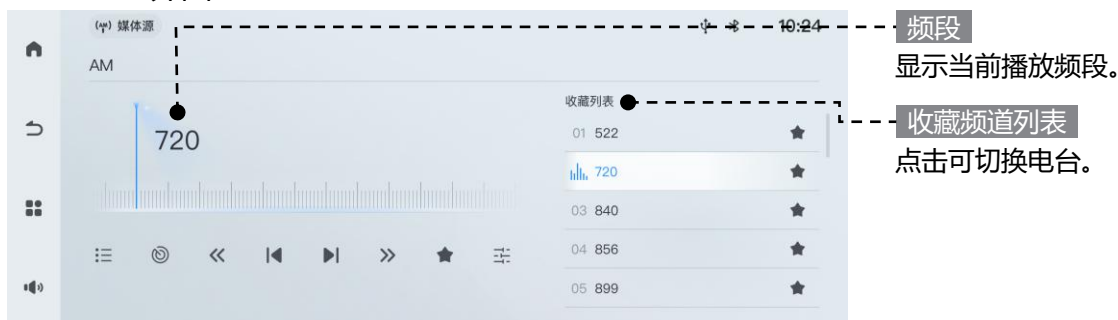 媒体源
10:24
频段
显示当前播放频段。
AM
收藏列表
收藏频道列表
点击可切换电台。
720
01 522
720
03 840
04 856
05 899